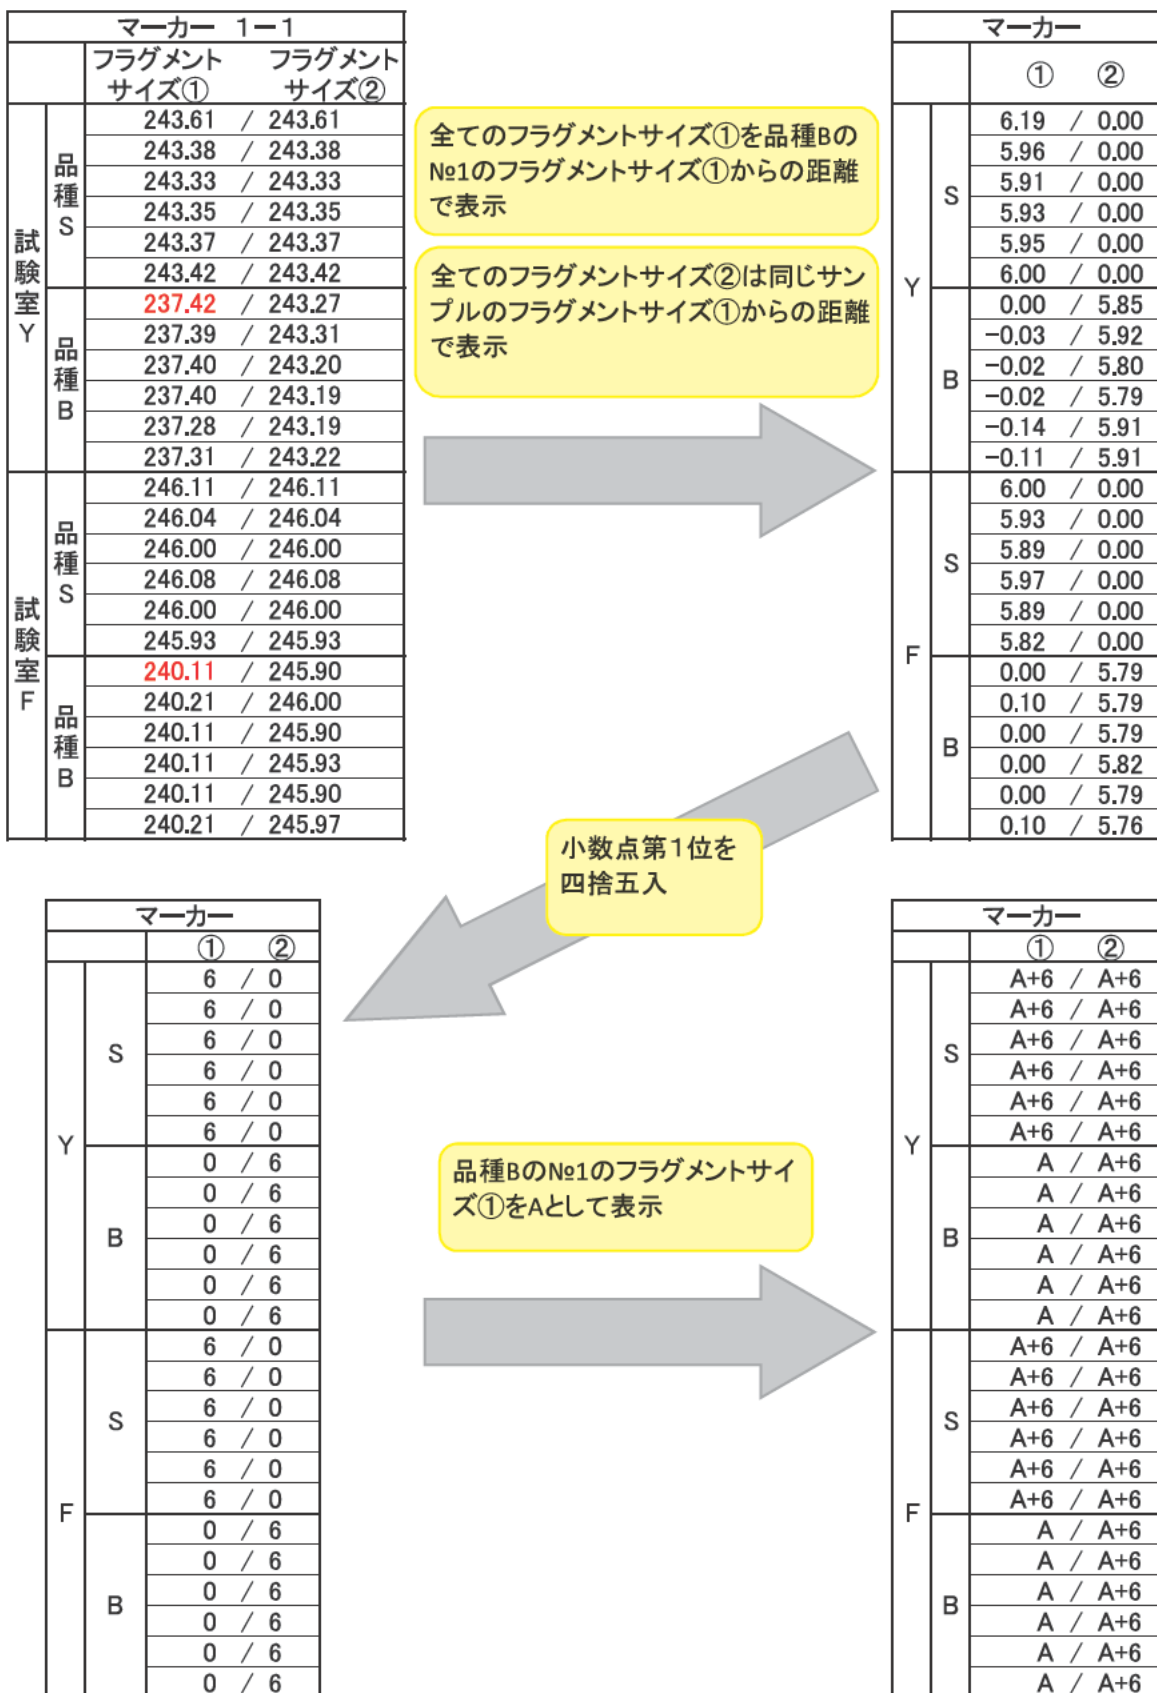 マーカー　1－1
フラグメント　フラグメント
サイズ①　サイズ②
試験室Y
品種S
243.61 / 243.61
243.38 / 243.38
243.33 / 243.33
243.35 / 243.35
243.37 / 243.37
243.42 / 243.42
品種B
237.42 / 243.27
237.39 / 243.31
237.40 / 243.20
237.40 / 243.19
237.28 / 243.19
237.31 / 243.22
試験室F
品種S
246.11 / 246.11
246.04 / 246.04
246.00 / 246.00
246.08 / 246.08
246.00 / 246.00
245.93 / 245.93
品種B
240.11 / 245.90
240.21 / 246.00
240.11 / 245.90
240.11 / 245.93
240.11 / 245.90
240.21 / 245.97
全てのフラグメントサイズ①を品種Bの
№1のフラグメントサイズ①からの距離
で表示
全てのフラグメントサイズ②は同じサン
プルのフラグメントサイズ①からの距離
で表示
マーカー
①　②
Y
S
6.19 / 0.00
5.96 / 0.00
5.91 / 0.00
5.93 / 0.00
5.95 / 0.00
6.00 / 0.00
B
0.00 / 5.85
-0.03 / 5.92
-0.02 / 5.80
-0.02 / 5.79
-0.14 / 5.91
-0.11 / 5.91
F
S
6.00 / 0.00
5.93 / 0.00
5.89 / 0.00
5.97 / 0.00
5.89 / 0.00
5.82 / 0.00
B
0.00 / 5.79
0.10 / 5.79
0.00 / 5.79
0.00 / 5.82
0.00 / 5.79
0.10 / 5.76
小数点第1位を
四捨五入
マーカー
①　②
Y
S
6 / 0
6 / 0
6 / 0
6 / 0
6 / 0
6 / 0
B
0 / 6
0 / 6
0 / 6
0 / 6
0 / 6
0 / 6
F
S
6 / 0
6 / 0
6 / 0
6 / 0
6 / 0
6 / 0
B
0 / 6
0 / 6
0 / 6
0 / 6
0 / 6
0 / 6
品種Bの№1のフラグメントサイ
ズ①をAとして表示
マーカー
①　②
Y
S
A+6 / A+6
A+6 / A+6
A+6 / A+6
A+6 / A+6
A+6 / A+6
A+6 / A+6
B
A / A+6
A / A+6
A / A+6
A / A+6
A / A+6
A / A+6
F
S
A+6 / A+6
A+6 / A+6
A+6 / A+6
A+6 / A+6
A+6 / A+6
A+6 / A+6
B
A / A+6
A / A+6
A / A+6
A / A+6
A / A+6
A / A+6